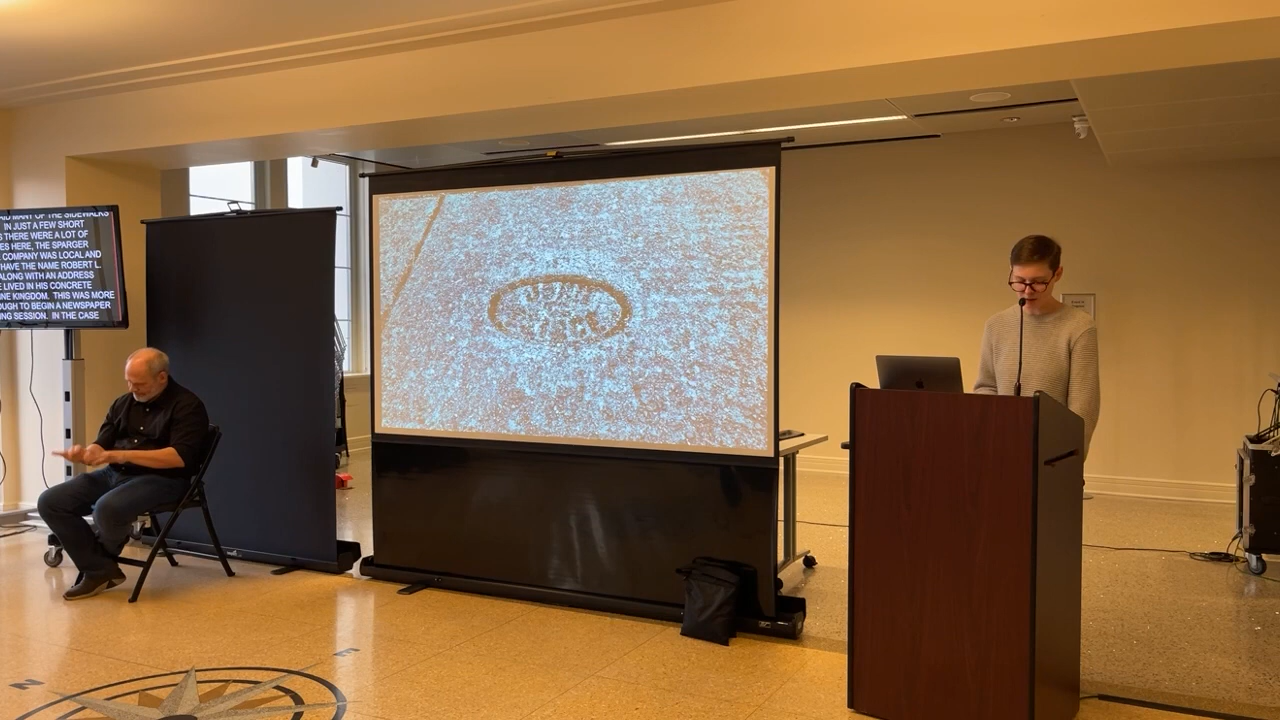 AID MANY OF THE SIDEWALKS
IN JUST A FEW SHORT
S THERE WERE A LOT OF
ES HERE, THE SPARGER
COMPANY WAS LOCAL AND
HAVE THE NAME ROBERT L.
ALONG WITH AN ADDRESS
E LIVED IN HIS CONCRETE
NE KINGDOM. THIS WAS MORE
OUGH TO BEGIN A NEWSPAPER
ING SESSION. IN THE CASE
N
E